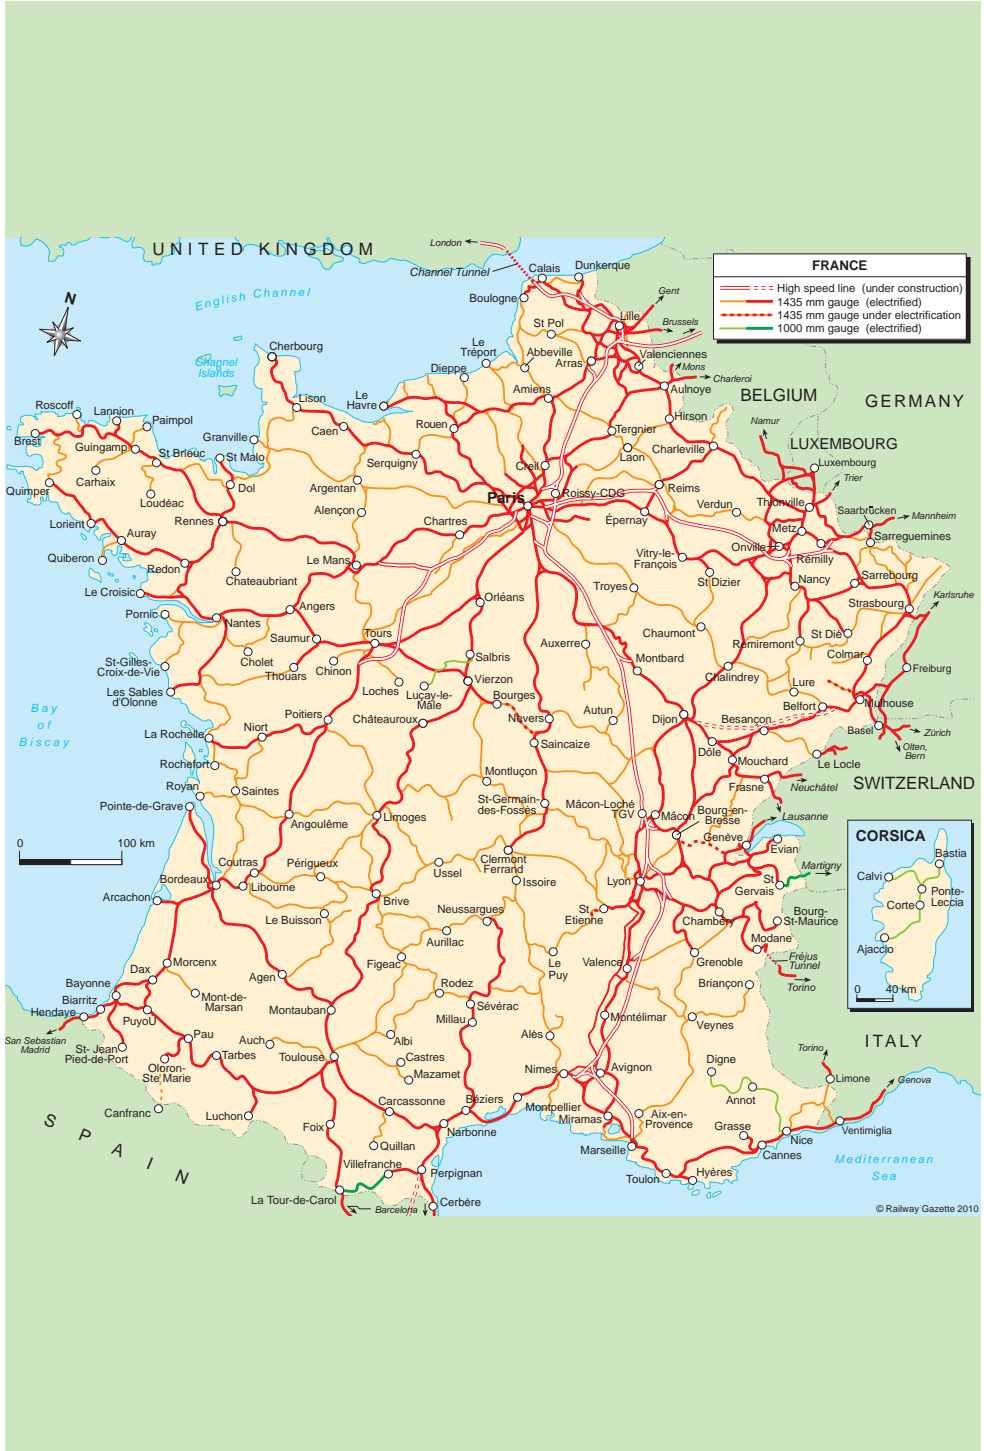 UNITED KINGDOM
London
Channel Tunnel
English Channel
N
Channel
Islands
Calais
Dunkerque
Boulogne
Gent
Lille
Brussels
St Pol
Abbeville
Arras
Valenciennes
Mons
Charleroi
Le
Tréport
Dieppe
Amiens
Aulnoye
BELGIUM
GERMANY
FRANCE
High speed line (under construction)
1435 mm gauge (electrified)
1435 mm gauge under electrification
1000 mm gauge (electrified)
Cherbourg
Lison
Le
Havre
Caen
Rouen
Serquigny
Hirson
Tergnier
Laon
Charleville
Namur
LUXEMBOURG
Luxembourg
Trier
Roscoff
Lannion
Paimpol
Brest
Guingamp
St Brieuc
Granville
St Malo
Carhaix
Loudéac
Dol
Quimper
Lorient
Auray
Rennes
Quiberon
Redon
Chateaubriant
Argentan
Alençon
Le Mans
Chartres
Creil
Paris
Roissy-CDG
Reims
Verdun
Épernay
Thionville
Metz
Onville
Rémilly
Saarbrücken
Mannheim
Sarreguemines
Vitry-le-
François
St Dizier
Nancy
Sarrebourg
Strasbourg
Karlsruhe
Le Croisic
Pornic
Nantes
Angers
Saumur
Tours
Orléans
Troyes
Auxerre
Chaumont
Remiremont
St Dié
Colmar
Freiburg
St-Gilles-
Croix-de-Vie
Cholet
Thouars
Chinon
Loches
Luçay-le-
Mâle
Salbris
Vierzon
Bourges
Montbard
Chalindrey
Lure
Belfort
Mulhouse
Les Sables
d'Olonne
Bay
of
Biscay
La Rochelle
Niort
Poitiers
Châteauroux
Nevers
Saincaize
Autun
Dijon
Besançon
Basel
Zürich
Olten,
Bern
Rochefort
Royan
Saintes
Pointe-de-Grave
Angoulême
Limoges
Montluçon
St-Germain-
des-Fossès
Mâcon-Loché
TGV
Mâcon
Bourg-en-
Bresse
Dôle
Mouchard
Frasne
Le Locle
Neuchâtel
SWITZERLAND
Lausanne
Genève
Evian
0
100 km
Coutras
Bordeaux
Libourne
Périgueux
Arcachon
Le Buisson
Brive
Ussel
Clermont
Ferrand
Issoire
Neussargues
Aurillac
St
Etienne
Lyon
St
Gervais
Martigny
Chambéry
Bourg-
St-Maurice
Modane
Fréjus
Tunnel
Torino
CORSICA
Bastia
Calvi
Corte
Ponte-
Leccia
Ajaccio
0
40 km
Morcenx
Dax
Bayonne
Biarritz
Hendaye
San Sebastian
Madrid
Puyoû
Mont-de-
Marsan
Agen
Montauban
Figeac
Rodez
Sévérac
Millau
Le
Puy
Valence
Grenoble
Briançon
Montélimar
Veynes
ITALY
St- Jean
Pied-de-Port
Pau
Oloron-
Ste Marie
Tarbes
Auch
Toulouse
Albi
Castres
Mazamet
Alès
Nimes
Avignon
Digne
Annot
Torino
Limone
Genova
Canfranc
Luchon
Foix
Carcassonne
Quillan
Béziers
Narbonne
Montpellier
Miramas
Aix-en-
Provence
Grasse
Nice
Ventimiglia
Cannes
Marseille
Toulon
Hyères
Mediterranean
Sea
SPAIN
Villefranche
Perpignan
La Tour-de-Carol
Barcelona
Cerbère
© Railway Gazette 2010